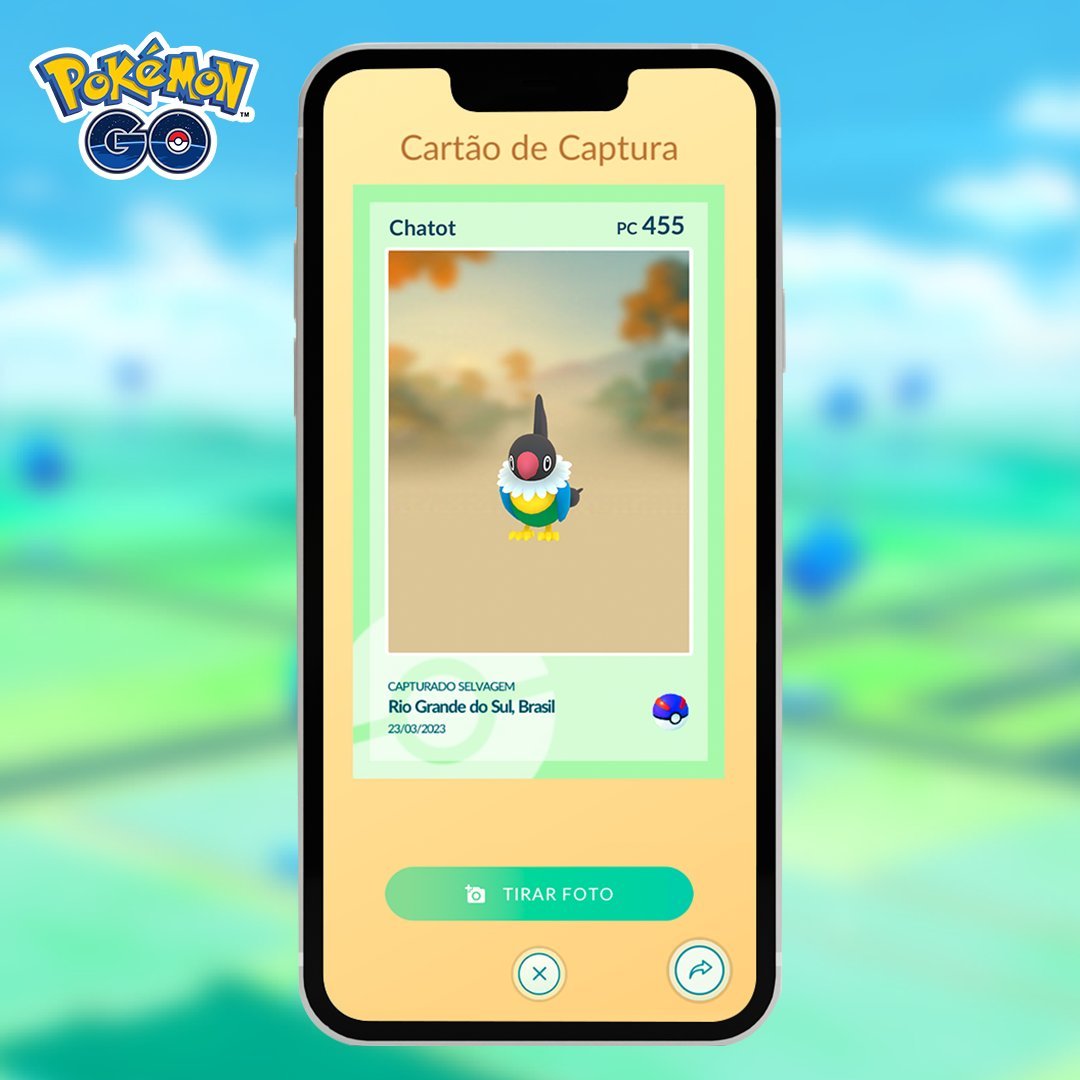 POKÉMON
GO
TM
Cartão de Captura
Chatot
PC 455
CAPTURADO SELVAGEM
Rio Grande do Sul, Brasil
23/03/2023
TIRAR FOTO